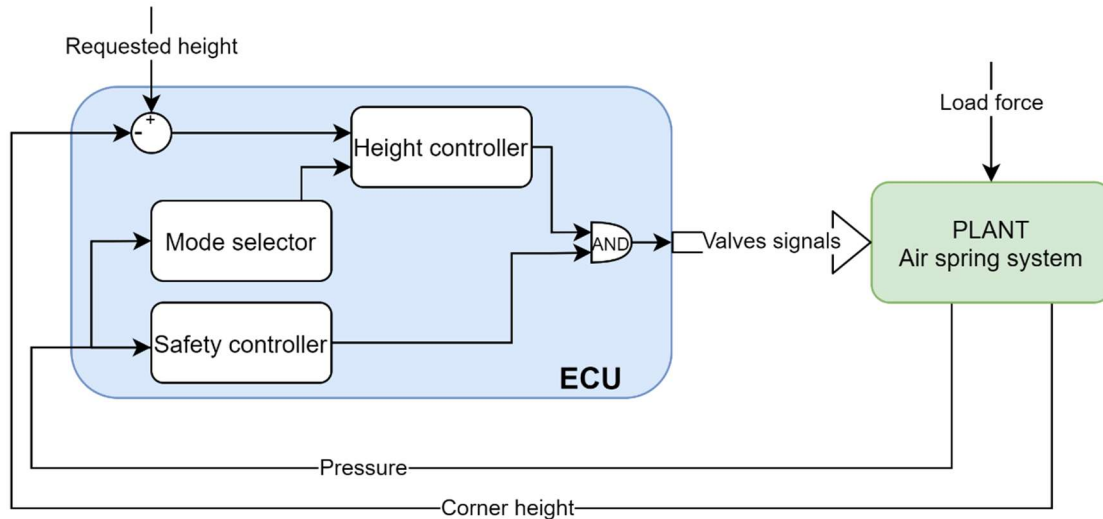 Requested height
+
-
Height controller
Load force
Mode selector
AND
Valves signals
PLANT
Air spring system
Safety controller
ECU
Pressure
Corner height